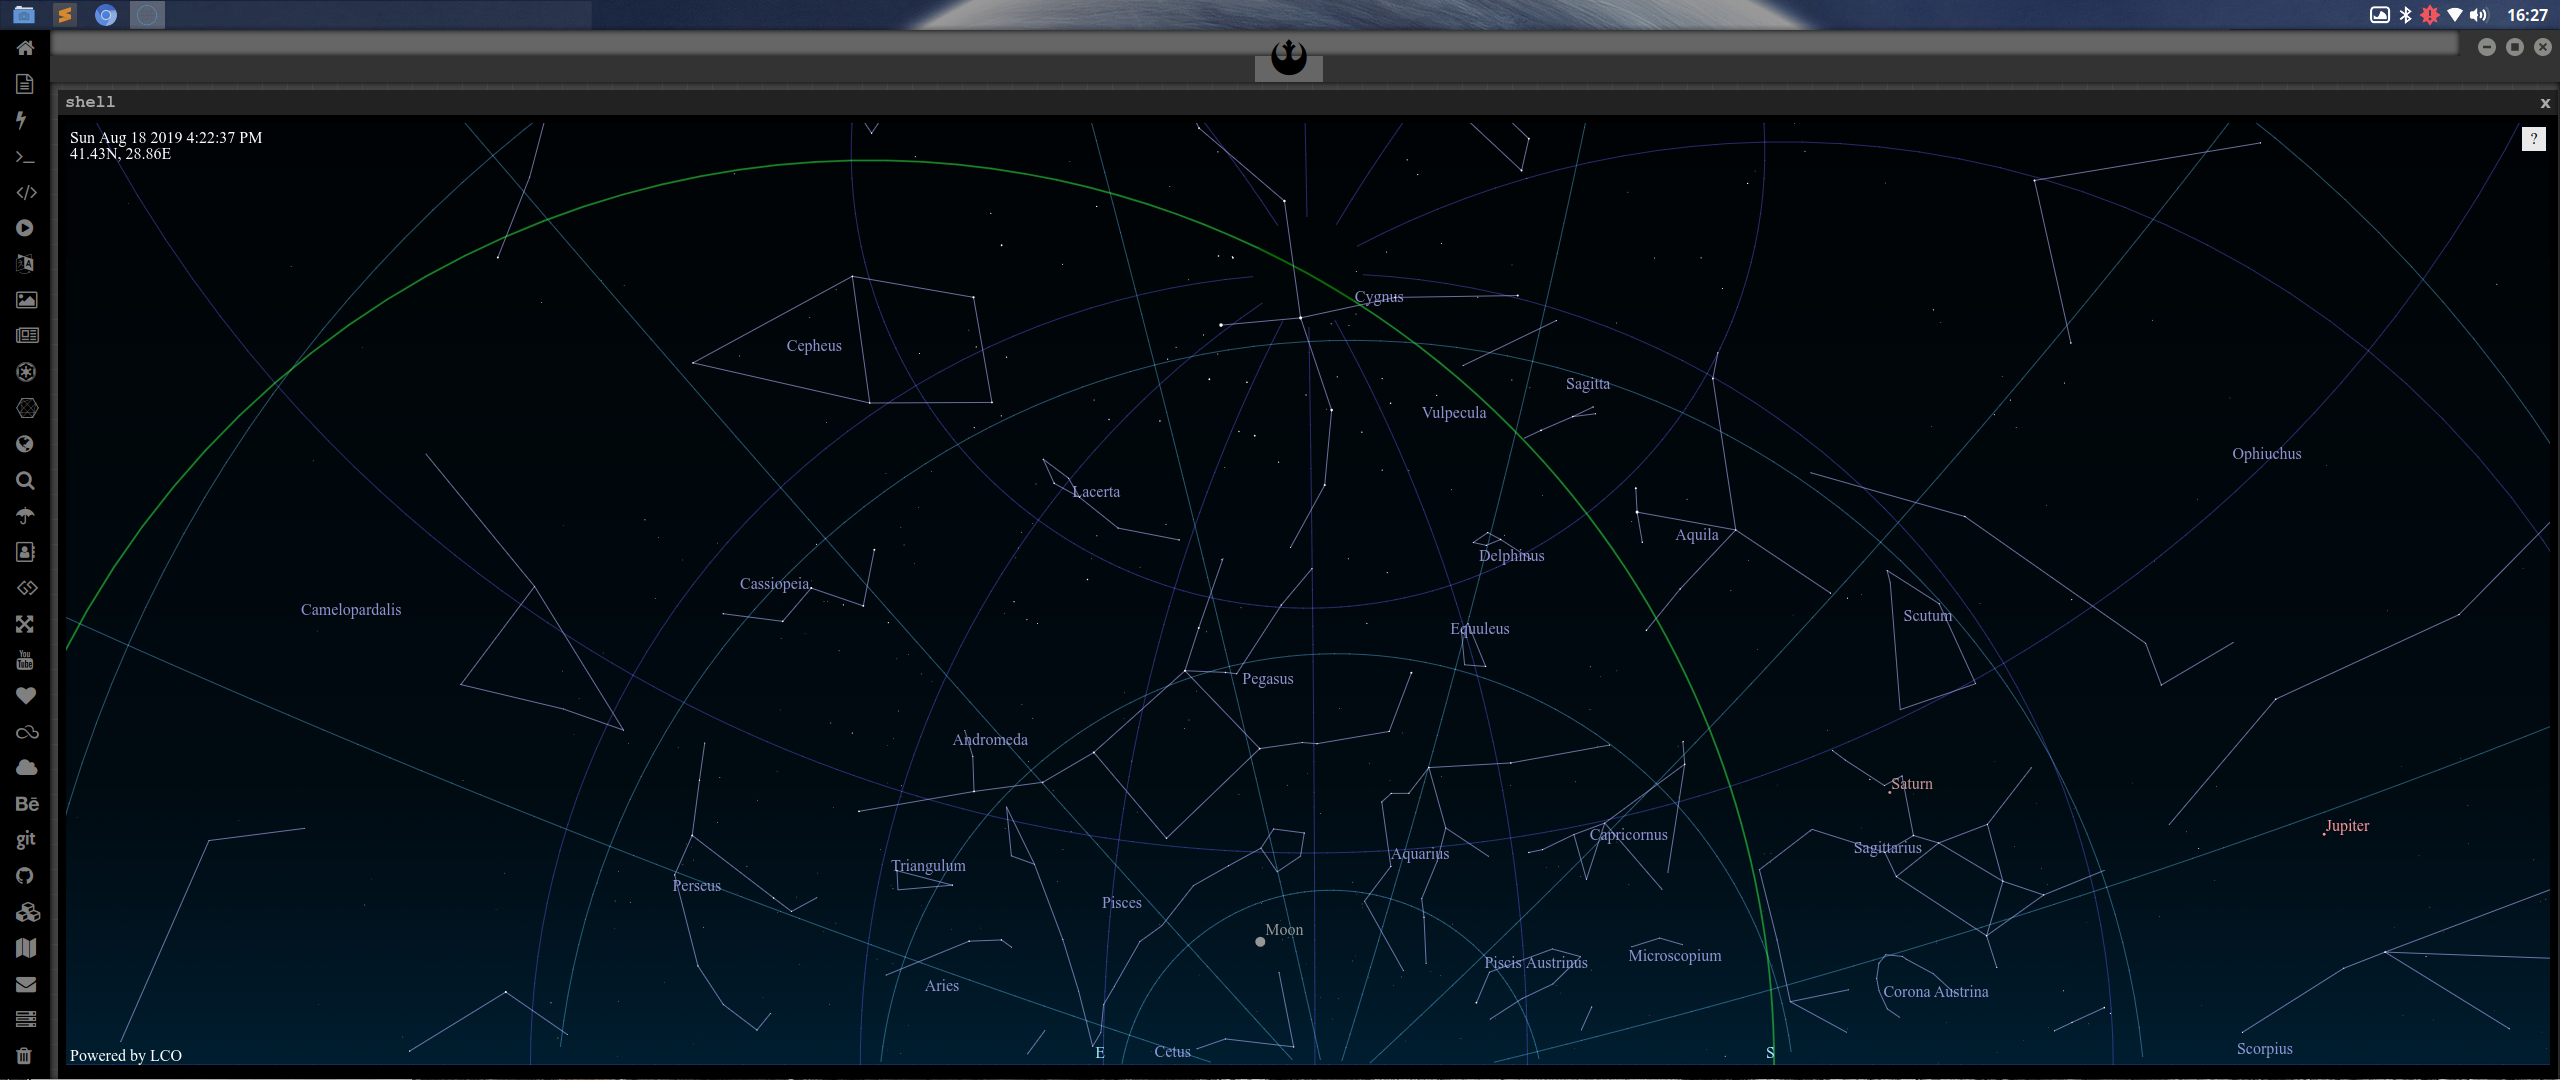 16:27
shell
x
Sun Aug 18 2019 4:22:37 PM
41.43N, 28.86E
?
Cygnus
Cepheus
Sagitta
Vulpecula
Ophiuchus
Lacerta
Aquila
Delphinus
Cassiopeia
Camelopardalis
Scutum
Equuleus
Pegasus
Andromeda
Saturn
Jupiter
Capricornus
Sagittarius
Aquarius
Triangulum
Perseus
Pisces
Moon
Microscopium
Piscis Austrinus
Aries
Corona Austrina
Scorpius
E
Cetus
S
Powered by LCO
You
Tube
Bē
git